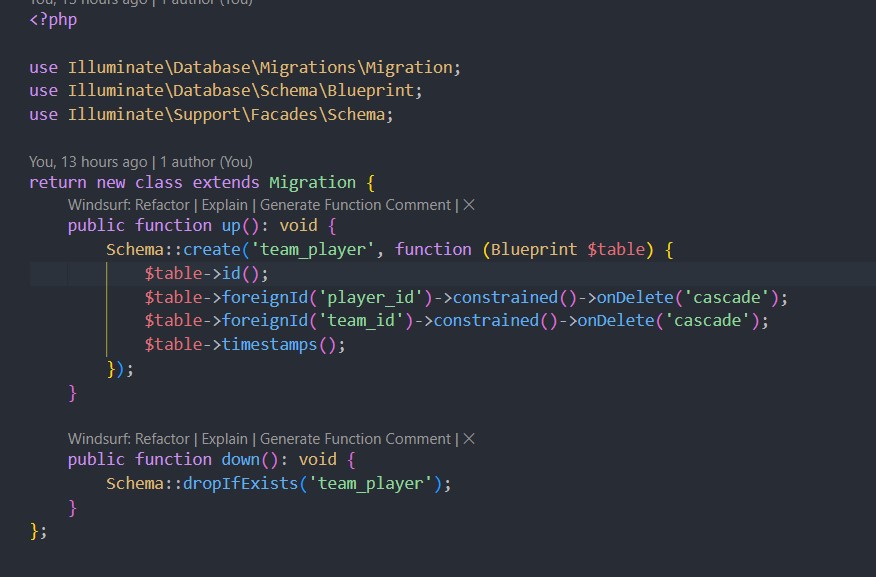 You, 13 hours ago | 1 author (You)
<?php
use Illuminate\Database\Migrations\Migration;
use Illuminate\Database\Schema\Blueprint;
use Illuminate\Support\Facades\Schema;
You, 13 hours ago | 1 author (You)
return new class extends Migration {
Windsurf: Refactor | Explain | Generate Function Comment | ×
public function up(): void {
Schema::create('team_player', function (Blueprint $table) {
$table->id();
$table->foreignId('player_id')->constrained()->onDelete('cascade');
$table->foreignId('team_id')->constrained()->onDelete('cascade');
$table->timestamps();
});
}
Windsurf: Refactor | Explain | Generate Function Comment | ×
public function down(): void {
Schema::dropIfExists('team_player');
}
};